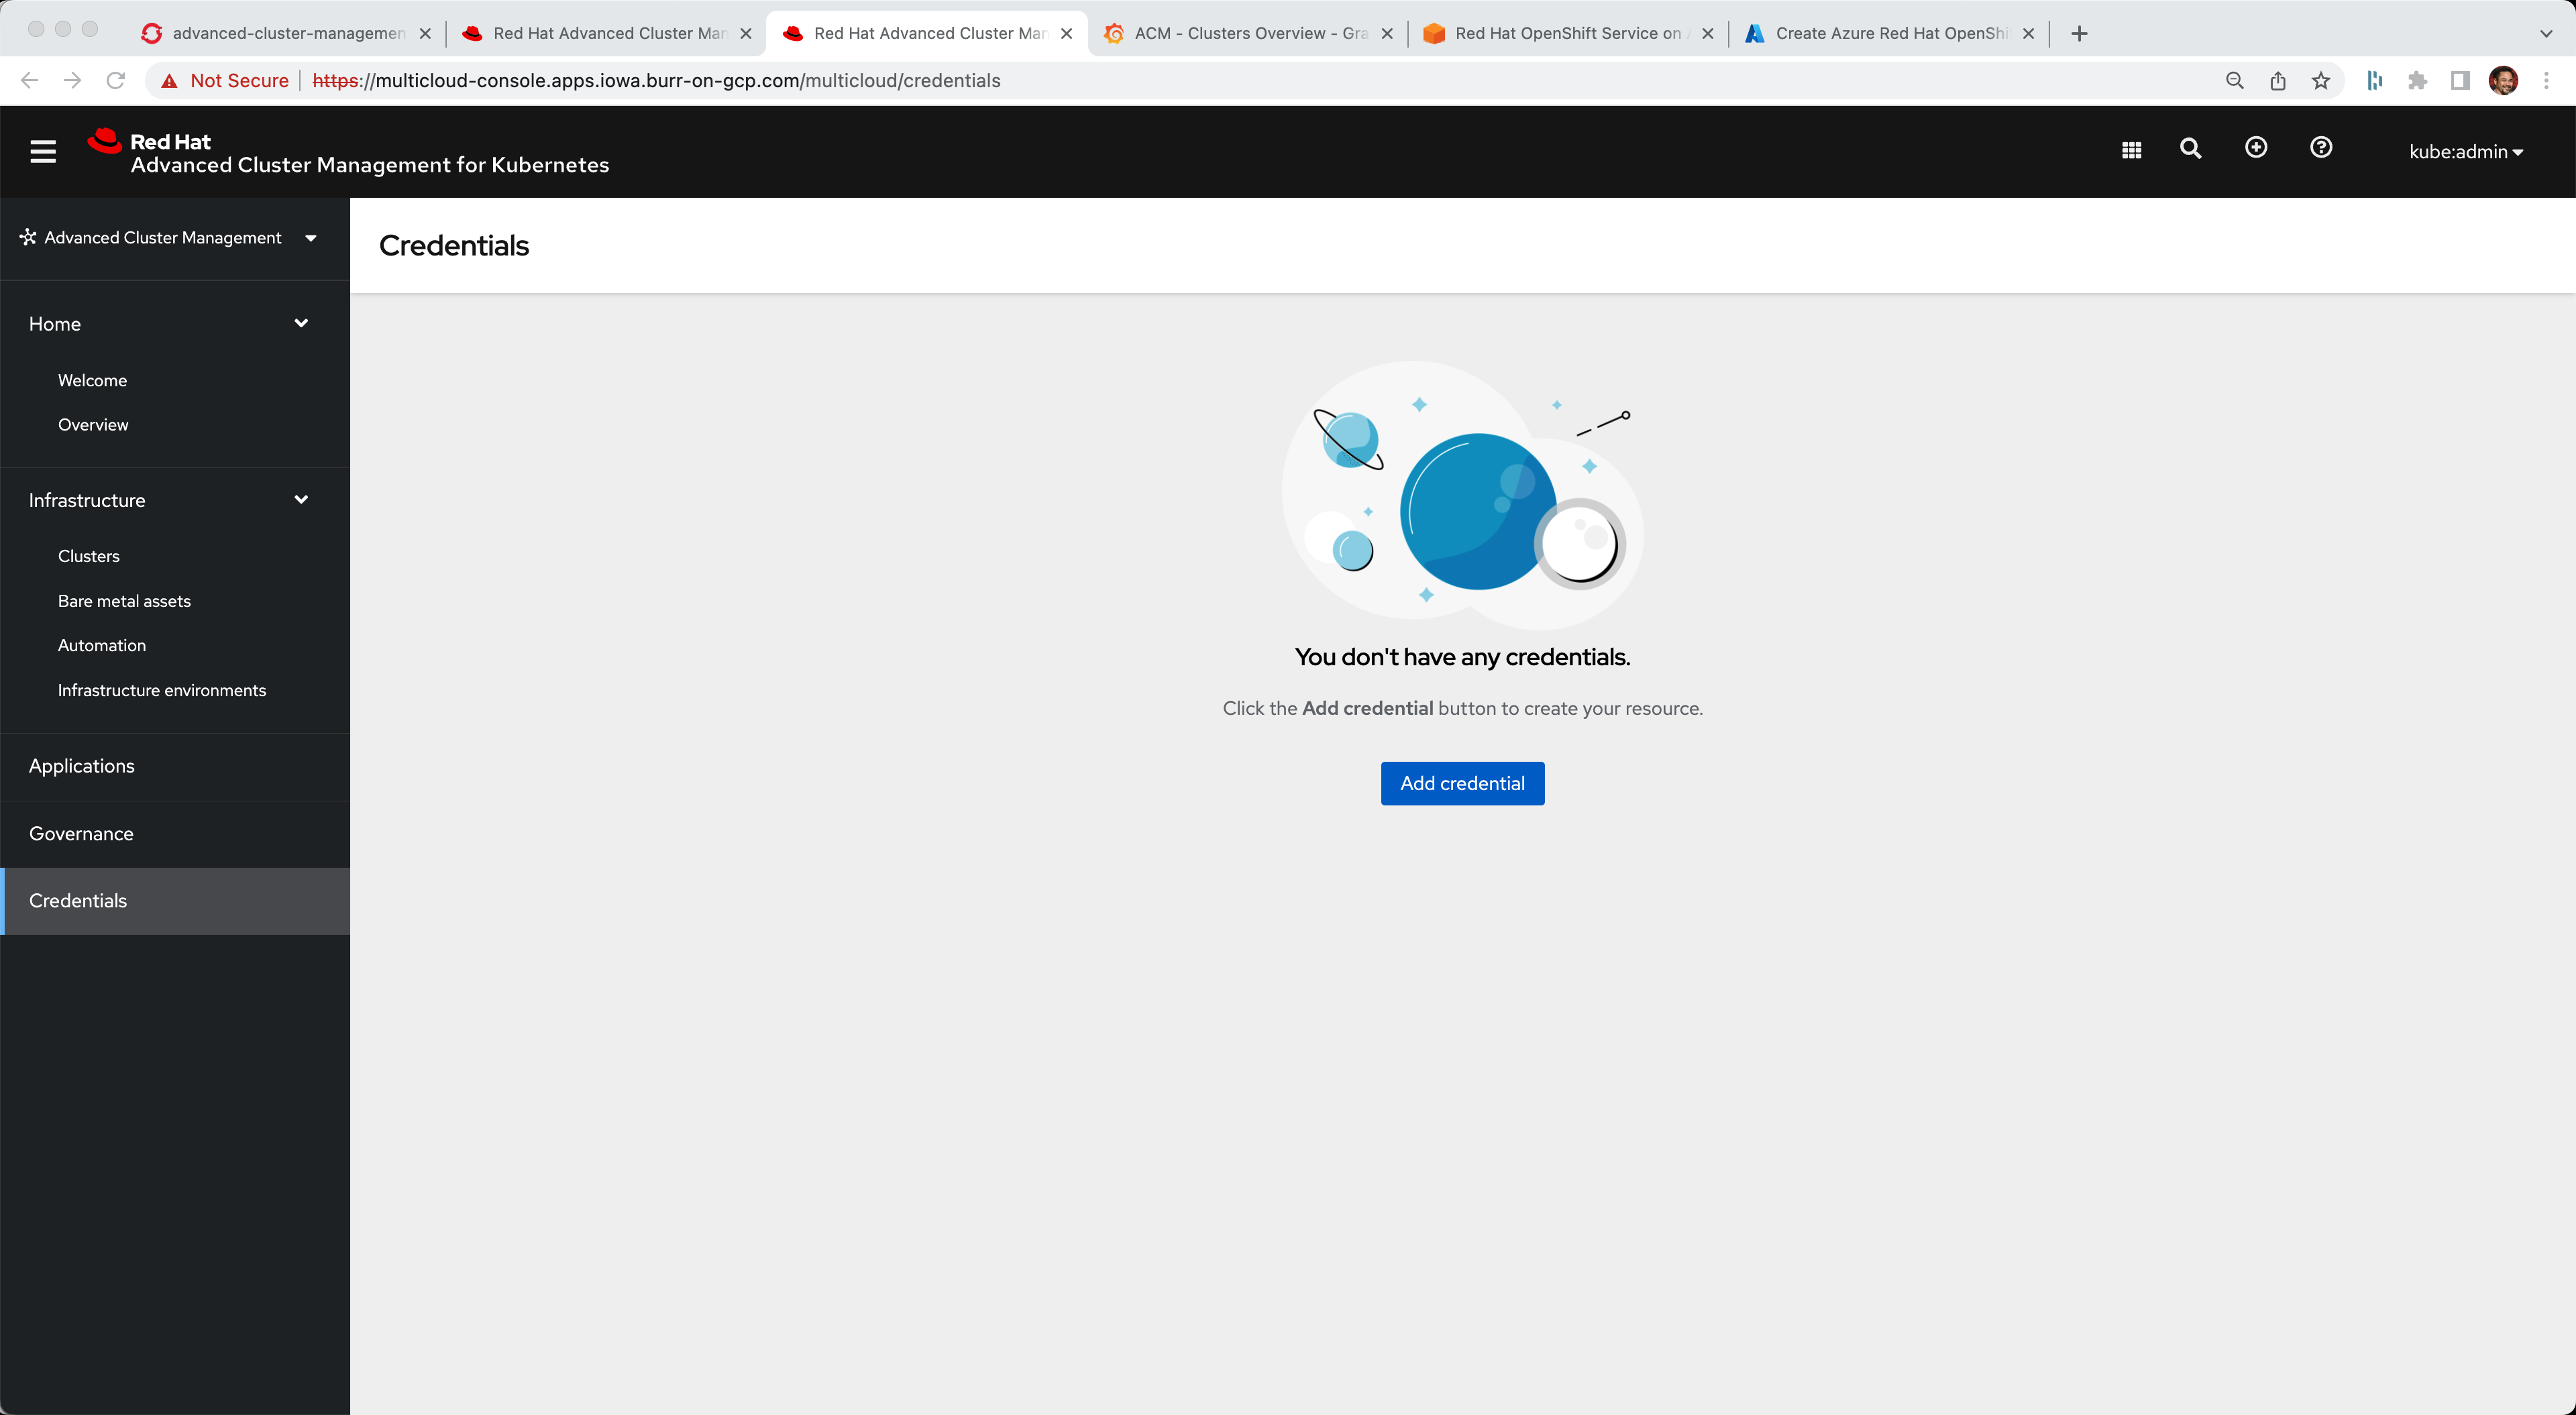 advanced-cluster-managemen
Red Hat Advanced Cluster Man
Red Hat Advanced Cluster Man
ACM - Clusters Overview - Gra
Red Hat OpenShift Service on A
Create Azure Red Hat OpenShi
Not Secure
https://multicloud-console.apps.iowa.burr-on-gcp.com/multicloud/credentials
Red Hat
Advanced Cluster Management for Kubernetes
kube:admin
Advanced Cluster Management
Credentials
Home
Welcome
Overview
Infrastructure
Clusters
Bare metal assets
Automation
Infrastructure environments
Applications
Governance
Credentials
You don't have any credentials.
Click the Add credential button to create your resource.
Add credential